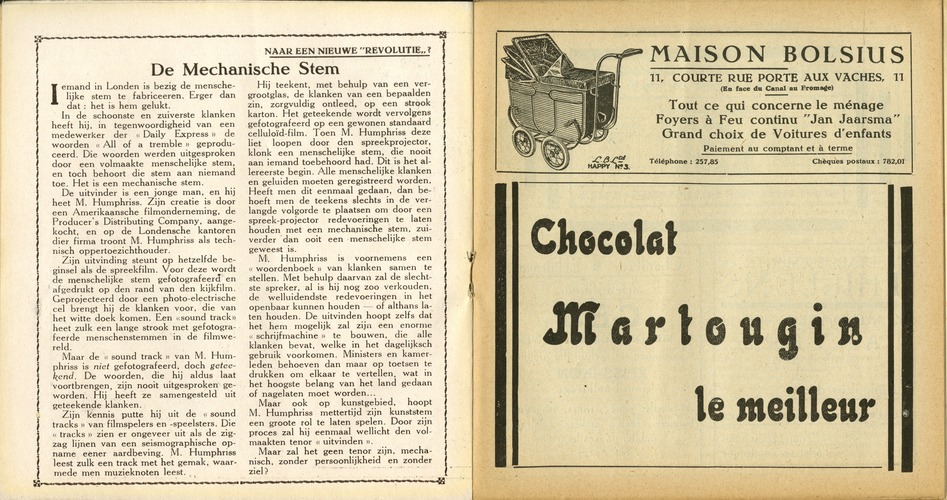 NAAR EEN NIEUWE "REVOLUTIE„?
De Mechanische Stem
Iemand in Londen is bezig de mensche-
lijke stem te fabriceeren. Erger dan
dat : het is hem gelukt.
In de schoonste en zuiverste klanken
heeft hij, in tegenwoordigheid van een
medewerker der « Daily Express » de
woorden « All of a tremble » geprodu-
ceerd. Die woorden werden uitgesproken
door een volmaakte menschelijke stem,
en toch behoort die stem aan niemand
toe. Het is een mechanische stem.
De uitvinder is een jonge man, en hij
heet M. Humphriss. Zijn creatie is door
een Amerikaansche filmonderneming, de
Producer's Distributing Company, aange-
kocht, en op de Londensche kantoren
dier firma troont M. Humphriss als tech-
nisch oppertoezichthouder.
Zijn uitvinding steunt op hetzelfde be-
ginsel als de spreekfilm. Voor deze wordt
de menschelijke stem gefotografeerd en
afgedrukt op den rand van den kijkfilm.
Geprojecteerd door een photo-electrische
cel brengt hij de klanken voor, die van
het witte doek komen. Een «sound track»
heet zulk een lange strook met gefotogra-
feerde menschenstemmen in de filmwe-
reld.
Maar de « sound track » van M. Hum-
phriss is niet gefotografeerd, doch getee-
kend. De woorden, die hij aldus laat
voortbrengen, zijn nooit uitgesproken ge-
worden. Hij heeft ze samengesteld uit
geteekende klanken.
Zijn kennis putte hij uit de « sound
tracks » van filmspelers en -speelsters. Die
« tracks » zien er ongeveer uit als de zig-
zag lijnen van een seismographische op-
name eener aardbeving. M. Humphriss
leest zulk een track met het gemak, waar-
mede men muzieknoten leest.
Hij teekent, met behulp van een ver-
grootglas, de klanken van een bepaalden
zin, zorgvuldig ontleed, op een strook
karton. Het geteekende wordt vervolgens
gefotografeerd op een gewonen standaard
celluloïd-film. Toen M. Humphriss deze
liet loopen door den spreekprojector,
klonk een menschelijke stem, die nooit
aan iemand toebehoord had. Dit is het al-
lereerste begin. Alle menschelijke klanken
en geluiden moeten geregistreerd worden.
Heeft men dit eenmaal gedaan, dan be-
hoeft men de teekens slechts in de ver-
langde volgorde te plaatsen om door een
spreek-projektor redevoeringen te laten
houden met een mechanische stem, zui-
verder dan ooit een menschelijke stem
geweest is.
M. Humphriss is voornemens een
« woordenboek » van klanken samen te
stellen. Met behulp daarvan zal de slecht-
ste spreker, al is hij nog zoo verkouden,
de welluidendste redevoeringen in het
openbaar kunnen houden — of althans la-
ten houden. De uitvinden hoopt zelfs dat
het hem mogelijk zal zijn een enorme
« schrijfmachine » te bouwen, die alle
klanken bevat, welke in het dagelijksch
gebruik voorkomen. Ministers en kamer-
leden behoeven dan maar op toetsen te
drukken om elkaar te vertellen, wat in
het hoogste belang van het land gedaan
of nagelaten moet worden...
Maar ook op kunstgebied, hoopt
M. Humphriss mettertijd zijn kunststem
een groote rol te laten spelen. Door zijn
proces zal hij eenmaal wellicht den vol-
maakten tenor « uitvinden ».
Maar zal het geen tenor zijn, mecha-
nisch, zonder persoonlijkheid en zonder
ziel?
L.B. Ltd
HAPPY No 3.
MAISON BOLSIUS
11, COURTE RUE PORTE AUX VACHES, 11
(En face du Canal au Fromage)
Tout ce qui concerne le ménage
Foyers à Feu continu "Jan Jaarsma"
Grand choix de Voitures d'enfants
Paiement au comptant et à terme
Téléphone : 257,85 Chèques postaux : 782,01
Chocolat
Martougin
le meilleur